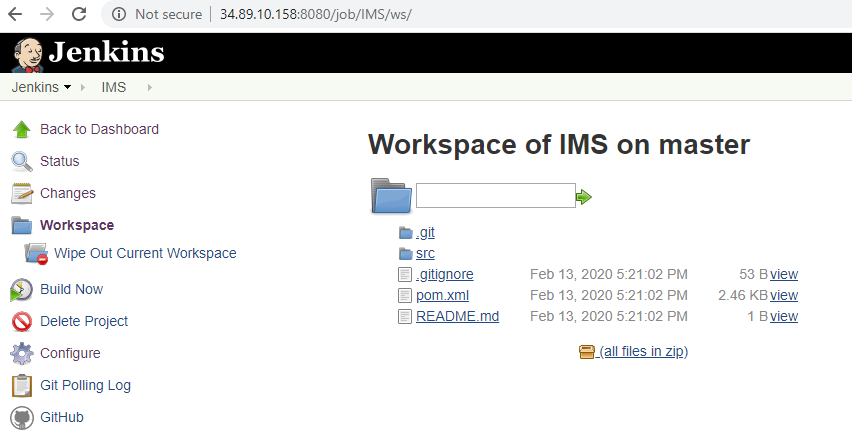 Not secure | 34.89.10.158:8080/job/IMS/ws/
Jenkins
Jenkins IMS
Back to Dashboard
Status
Changes
Workspace
Wipe Out Current Workspace
Build Now
Delete Project
Configure
Git Polling Log
GitHub
Workspace of IMS on master
.git
src
.gitignore Feb 13, 2020 5:21:02 PM 53 B view
pom.xml Feb 13, 2020 5:21:02 PM 2.46 KB view
README.md Feb 13, 2020 5:21:02 PM 1 B view
(all files in zip)